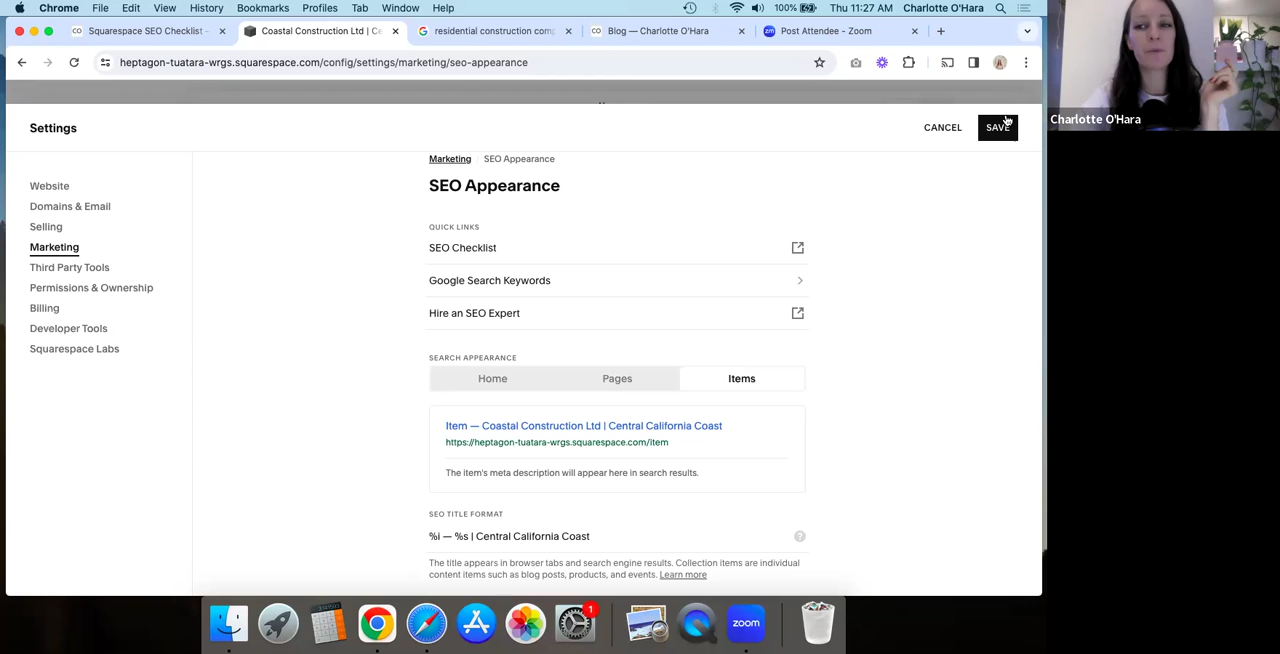 Chrome File Edit View History Bookmarks Profiles Tab Window Help 100% Thu 11:27 AM Charlotte O'Hara
Squarespace SEO Checklist – Coastal Construction Ltd | Ce residential construction comp Blog — Charlotte O'Hara Post Attendee - Zoom
heptagon-tuatara-wrgs.squarespace.com/config/settings/marketing/seo-appearance
Charlotte O'Hara
Settings CANCEL SAVE
Marketing SEO Appearance
SEO Appearance
Website
Domains & Email
Selling
Marketing
Third Party Tools
Permissions & Ownership
Billing
Developer Tools
Squarespace Labs
QUICK LINKS
SEO Checklist
Google Search Keywords
Hire an SEO Expert
SEARCH APPEARANCE
Home Pages Items
Item — Coastal Construction Ltd | Central California Coast
https://heptagon-tuatara-wrgs.squarespace.com/item
The item's meta description will appear here in search results.
SEO TITLE FORMAT
%i — %s | Central California Coast
?
The title appears in browser tabs and search engine results. Collection items are individual
content items such as blog posts, products, and events. Learn more
1
zoom